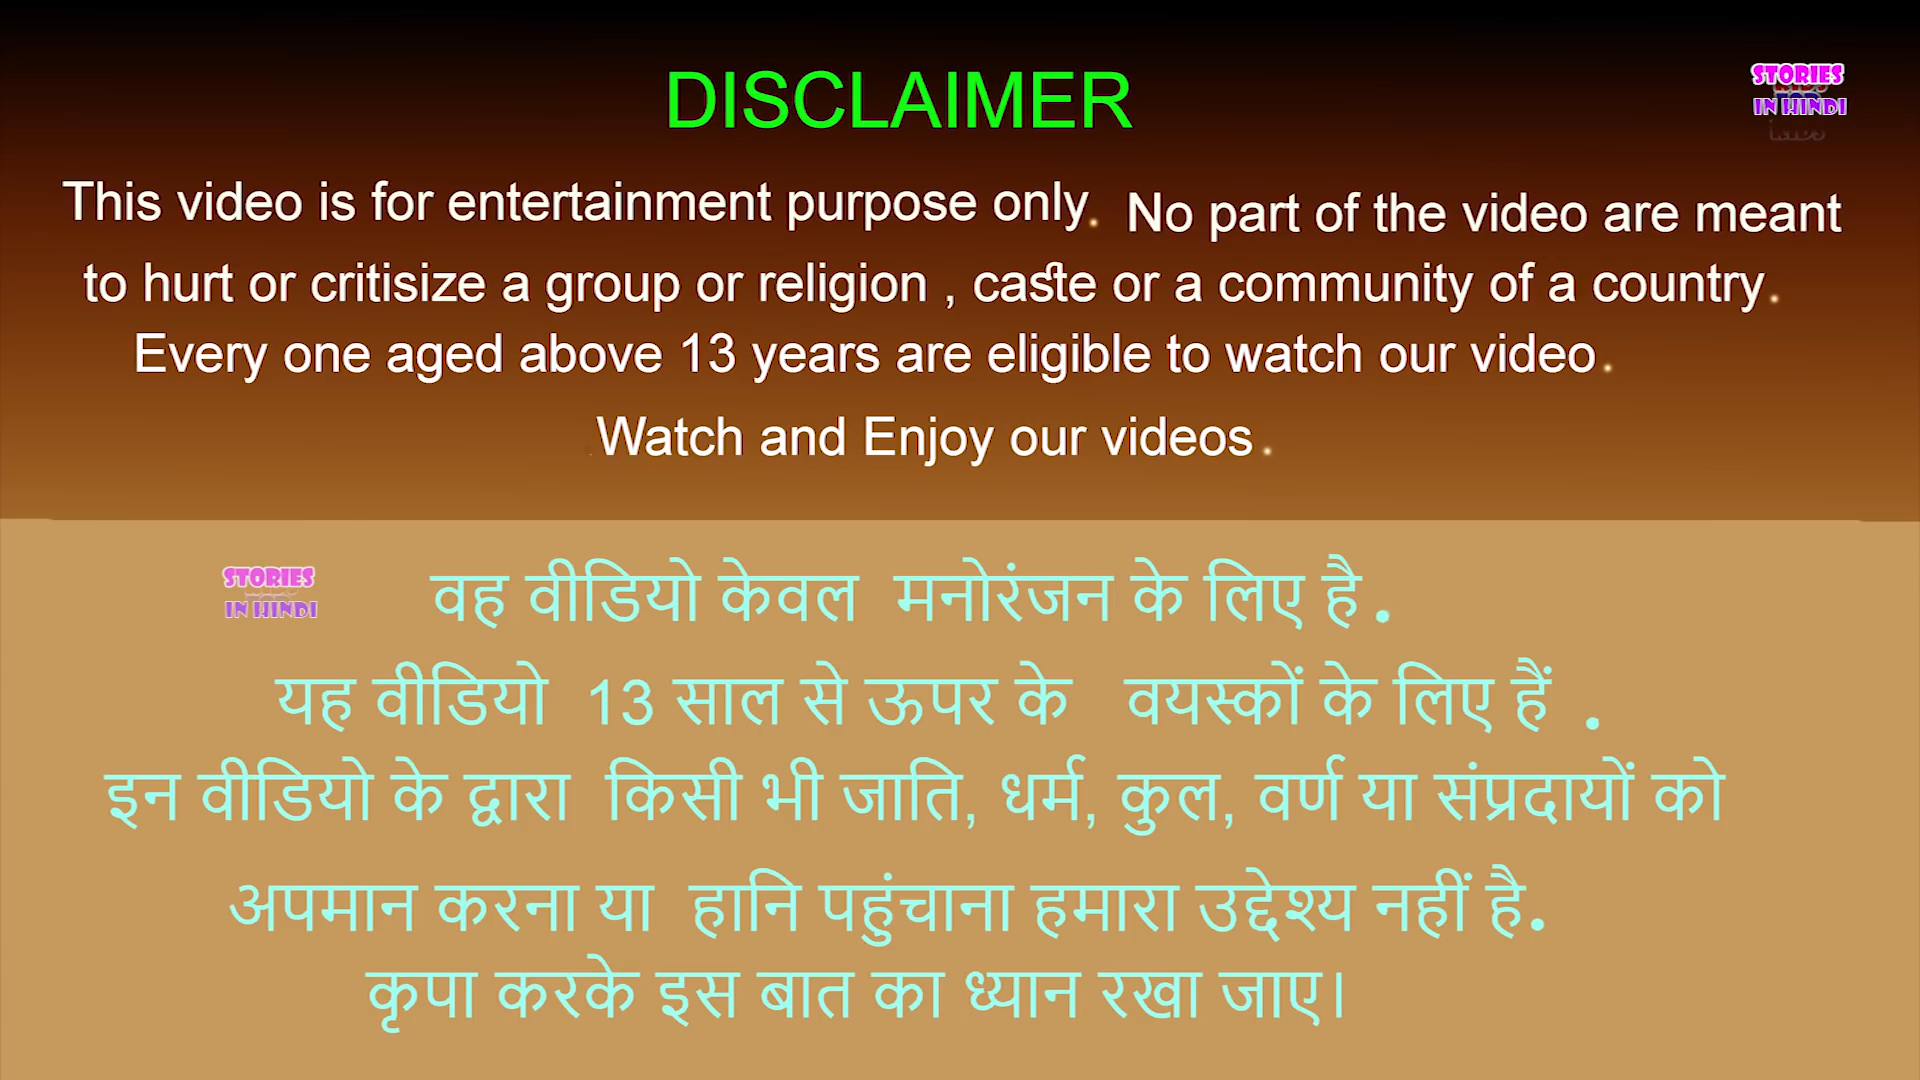 DISCLAIMER
STORIES
IN HINDI
KIDS
This video is for entertainment purpose only. No part of the video are meant
to hurt or critisize a group or religion , caste or a community of a country.
Every one aged above 13 years are eligible to watch our video.
Watch and Enjoy our videos.
STORIES
IN HINDI
वह वीडियो केवल मनोरंजन के लिए है.
यह वीडियो 13 साल से ऊपर के वयस्कों के लिए हैं .
इन वीडियो के द्वारा किसी भी जाति, धर्म, कुल, वर्ण या संप्रदायों को
अपमान करना या हानि पहुंचाना हमारा उद्देश्य नहीं है.
कृपा करके इस बात का ध्यान रखा जाए।